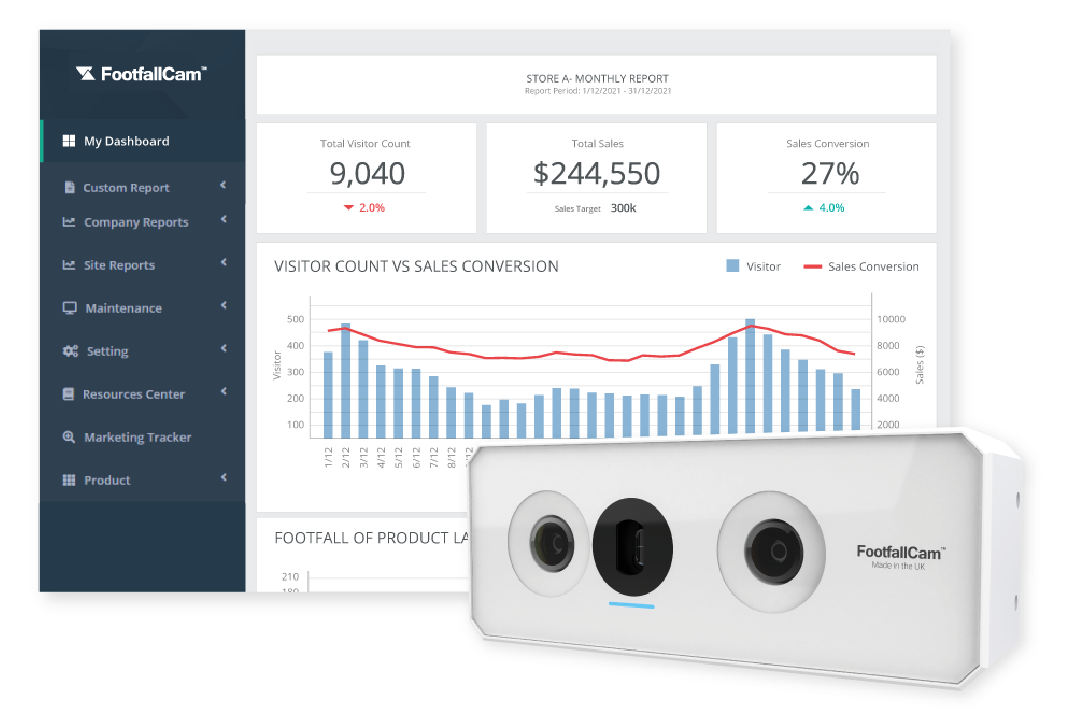 FootfallCam™
My Dashboard
Custom Report
Company Reports
Site Reports
Maintenance
Setting
Resources Center
Marketing Tracker
Product
STORE A- MONTHLY REPORT
Report Period: 1/12/2021 - 31/12/2021
Total Visitor Count
9,040
2.0%
Total Sales
$244,550
Sales Target 300k
Sales Conversion
27%
4.0%
VISITOR COUNT VS SALES CONVERSION
Visitor
Sales Conversion
500
400
300
200
100
Visitor
10000
8000
6000
4000
2000
Sales ($)
1/12
2/12
3/12
4/12
5/12
6/12
7/12
8/12
FOOTFALL OF PRODUCT LA
210
180
FootfallCam™
Made in the UK